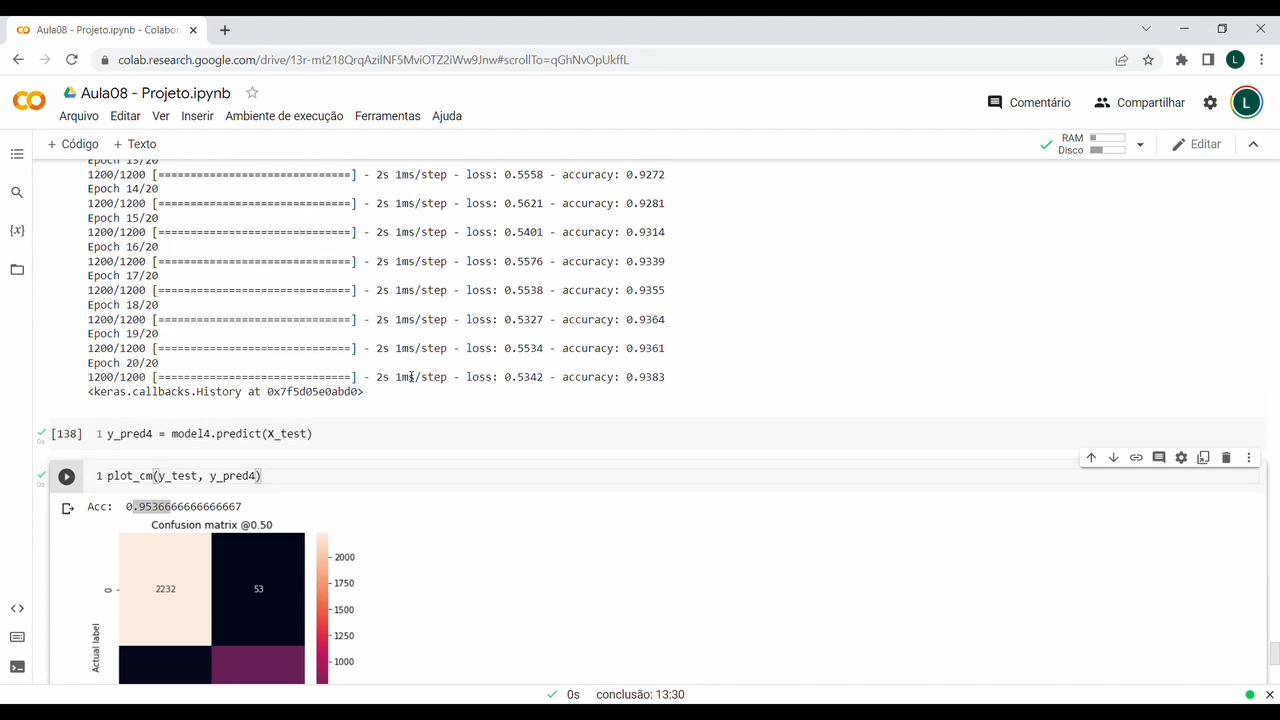 Aula08 - Projeto.ipynb - Colabor
colab.research.google.com/drive/13r-mt218QrqAzilNF5MviOTZ2iWw9Jnw#scrollTo=qGhNvOpUkffL
L
Aula08 - Projeto.ipynb
Comentário
Compartilhar
L
Arquivo Editar Ver Inserir Ambiente de execução Ferramentas Ajuda
+ Código + Texto
RAM
Disco
Editar
Epoch 13/20
1200/1200 [==============================] - 2s 1ms/step - loss: 0.5558 - accuracy: 0.9272
Epoch 14/20
1200/1200 [==============================] - 2s 1ms/step - loss: 0.5621 - accuracy: 0.9281
Epoch 15/20
1200/1200 [==============================] - 2s 1ms/step - loss: 0.5401 - accuracy: 0.9314
Epoch 16/20
1200/1200 [==============================] - 2s 1ms/step - loss: 0.5576 - accuracy: 0.9339
Epoch 17/20
1200/1200 [==============================] - 2s 1ms/step - loss: 0.5538 - accuracy: 0.9355
Epoch 18/20
1200/1200 [==============================] - 2s 1ms/step - loss: 0.5327 - accuracy: 0.9364
Epoch 19/20
1200/1200 [==============================] - 2s 1ms/step - loss: 0.5534 - accuracy: 0.9361
Epoch 20/20
1200/1200 [==============================] - 2s 1ms/step - loss: 0.5342 - accuracy: 0.9383
<keras.callbacks.History at 0x7f5d05e0abd0>
[138] 1 y_pred4 = model4.predict(X_test)
0s
1 plot_cm(y_test, y_pred4)
0s
Acc: 0.9536666666666667
Confusion matrix @0.50
2000
1750
1500
1250
1000
0
2232 53
Actual label
0s conclusão: 13:30